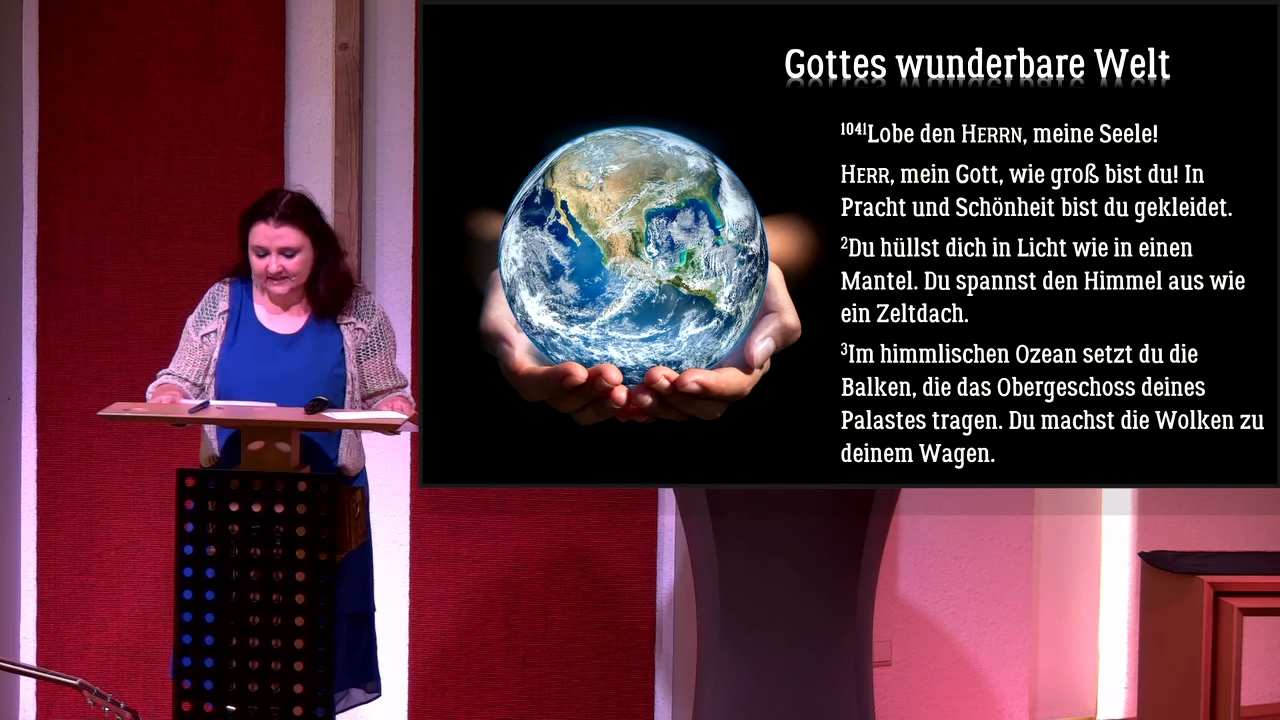 Gottes wunderbare Welt
104¹Lobe den HERRN, meine Seele!
HERR, mein Gott, wie groß bist du! In
Pracht und Schönheit bist du gekleidet.
²Du hüllst dich in Licht wie in einen
Mantel. Du spannst den Himmel aus wie
ein Zeltdach.
³Im himmlischen Ozean setzt du die
Balken, die das Obergeschoss deines
Palastes tragen. Du machst die Wolken zu
deinem Wagen.